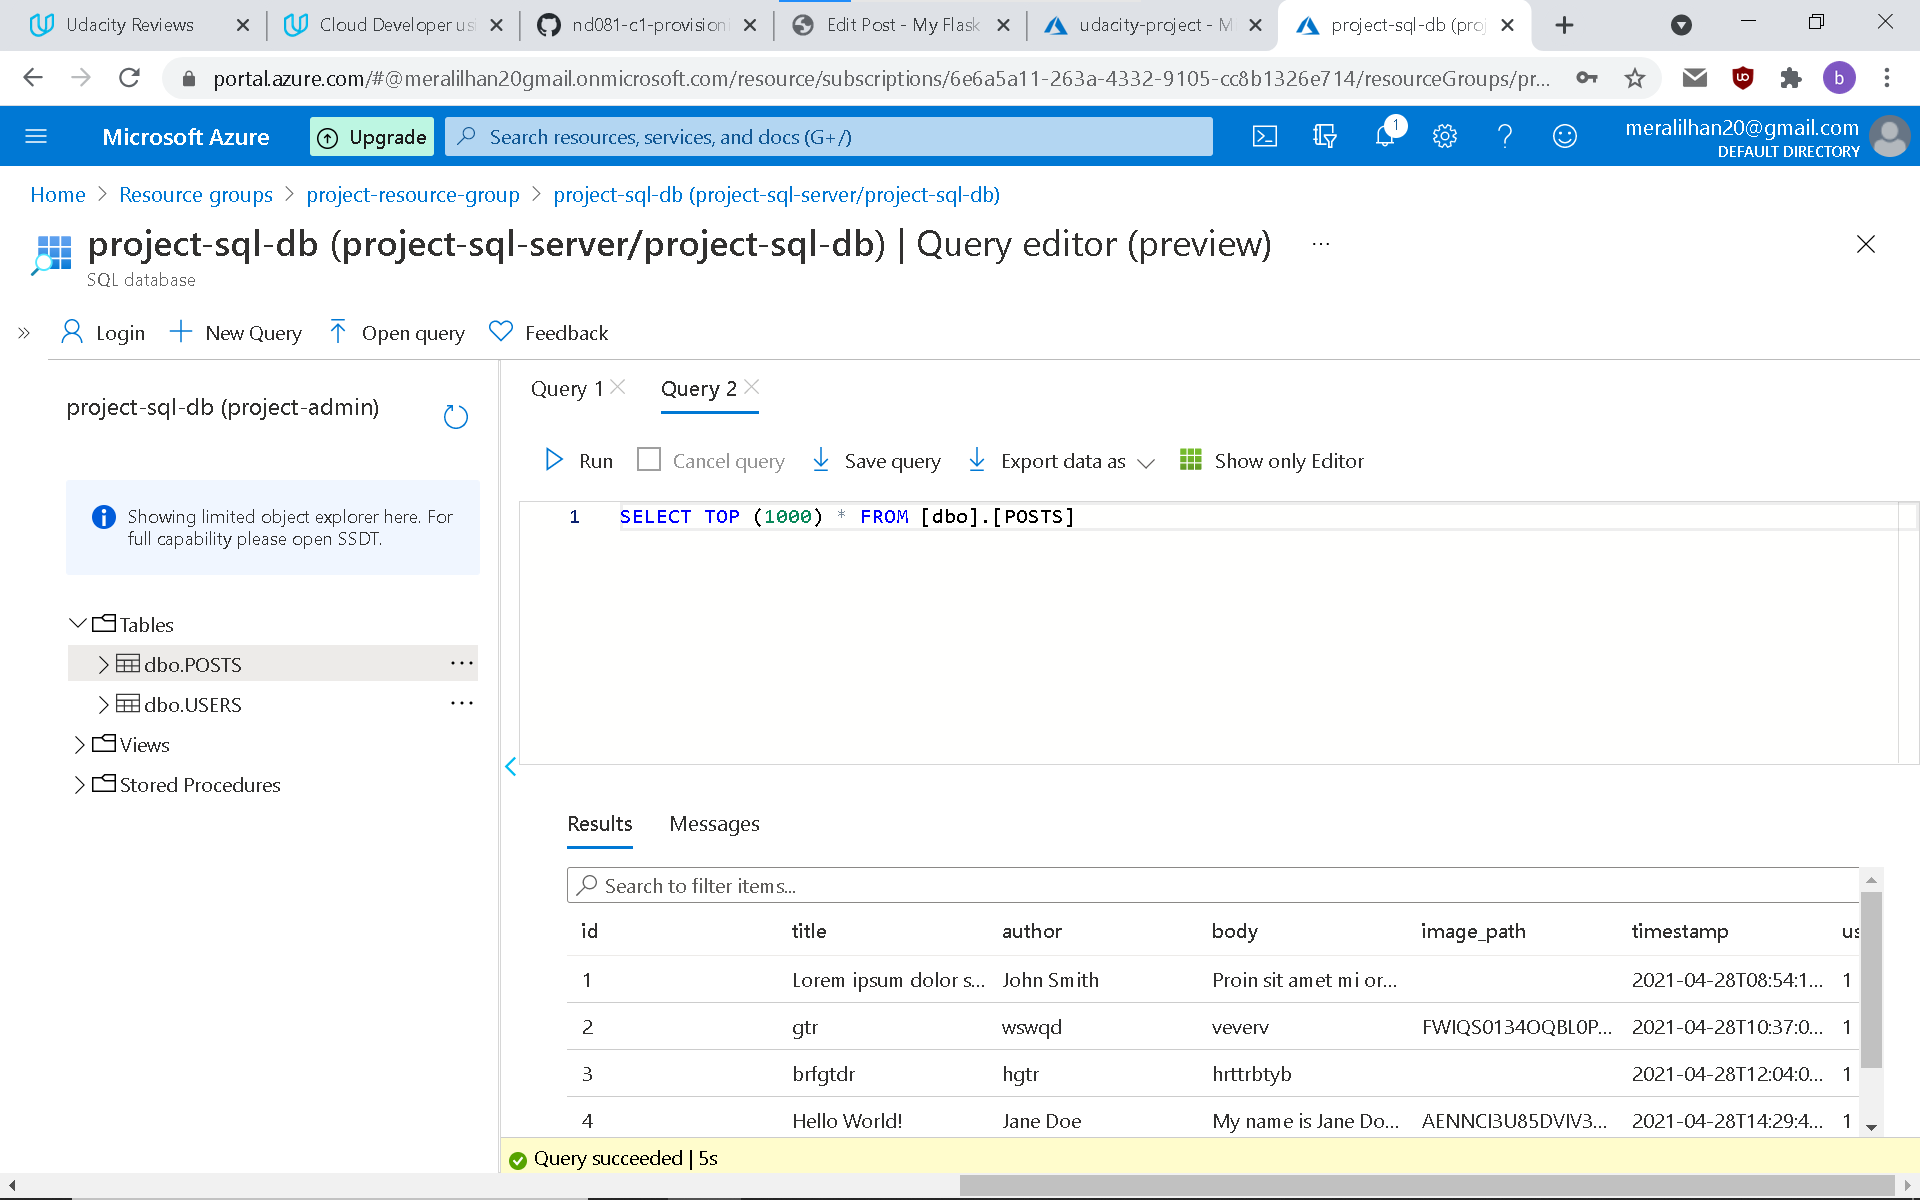 Udacity Reviews
Cloud Developer us
nd081-c1-provision
Edit Post - My Flask
udacity-project - M
project-sql-db (proj
portal.azure.com/#@meralilhan20gmail.onmicrosoft.com/resource/subscriptions/6e6a5a11-263a-4332-9105-cc8b1326e714/resourceGroups/pr...
b
Microsoft Azure
Upgrade
Search resources, services, and docs (G+/)
1
meralilhan20@gmail.com
DEFAULT DIRECTORY
Home > Resource groups > project-resource-group > project-sql-db (project-sql-server/project-sql-db)
project-sql-db (project-sql-server/project-sql-db) | Query editor (preview) ...
SQL database
Login
New Query
Open query
Feedback
project-sql-db (project-admin)
Showing limited object explorer here. For
full capability please open SSDT.
Tables
dbo.POSTS ...
dbo.USERS ...
Views
Stored Procedures
Query 1
Query 2
Run
Cancel query
Save query
Export data as
Show only Editor
1 SELECT TOP (1000) * FROM [dbo].[POSTS]
Results
Messages
Search to filter items...
id title author body image_path timestamp us
1 Lorem ipsum dolor s... John Smith Proin sit amet mi or... 2021-04-28T08:54:1... 1
2 gtr wswqd veverv FWIQS0134OQBL0P... 2021-04-28T10:37:0... 1
3 brfgtdr hgtr hrttrbtyb 2021-04-28T12:04:0... 1
4 Hello World! Jane Doe My name is Jane Do... AENNCI3U85DVIV3... 2021-04-28T14:29:4... 1
Query succeeded | 5s